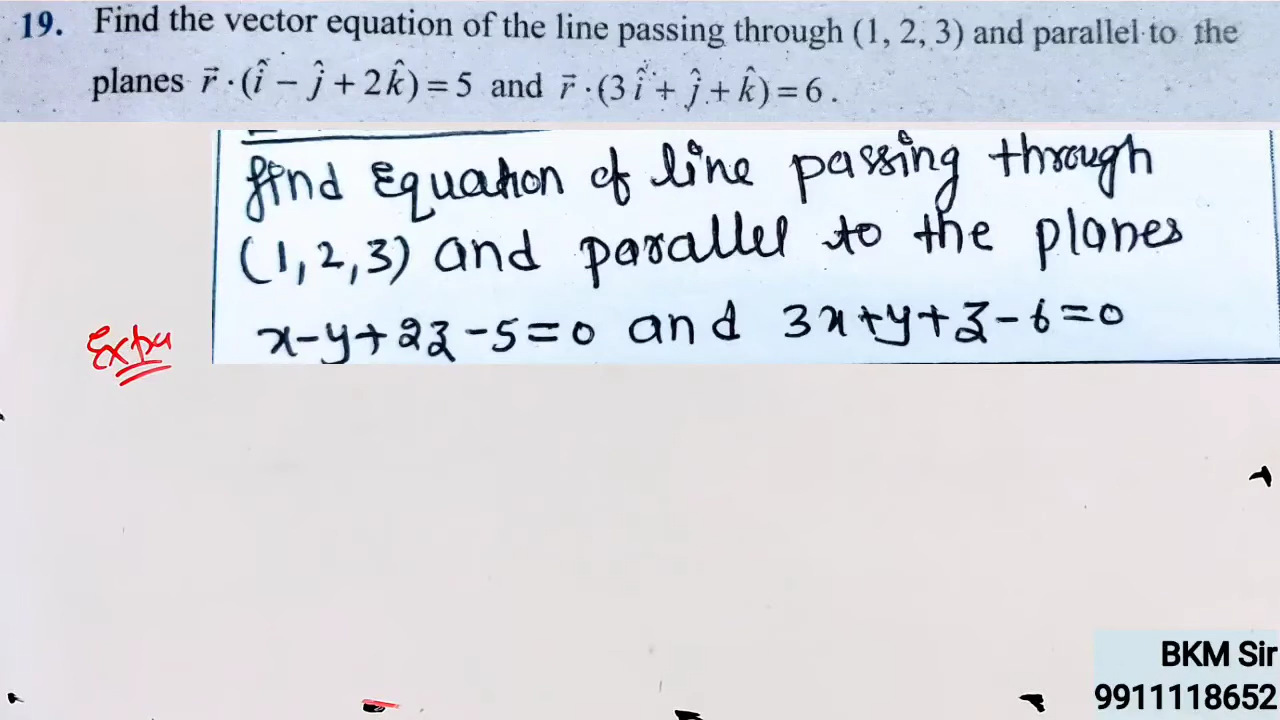 19. Find the vector equation of the line passing through (1, 2, 3) and parallel to the
planes r⃗ · (î − ĵ + 2k̂) = 5 and r⃗ · (3î + ĵ + k̂) = 6.
find Equation of line passing through
(1,2,3) and parallel to the planes
x-y+2z-5=0 and 3x+y+z-6=0
Extra
BKM Sir
9911118652